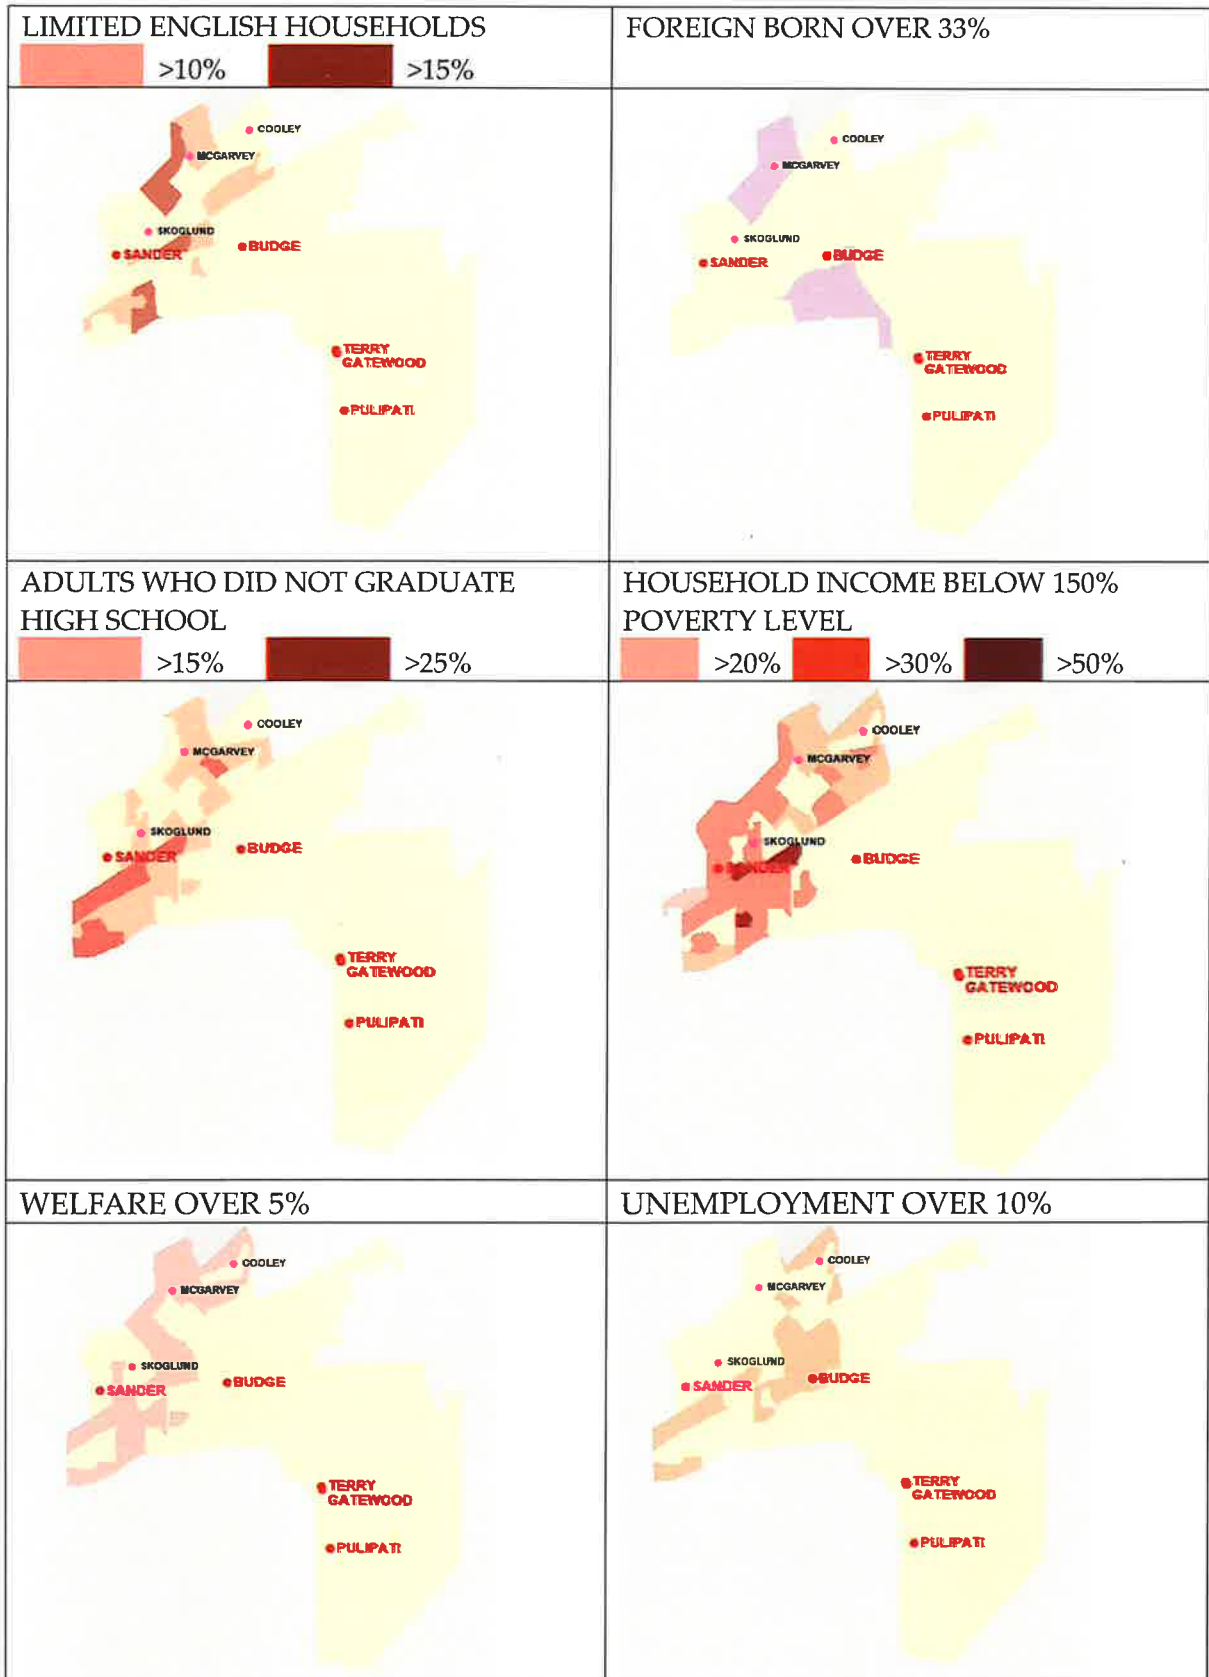 LIMITED ENGLISH HOUSEHOLDS
>10% >15%
FOREIGN BORN OVER 33%
COOLEY
MCGARVEY
SKOGLUND
SANDER
BUDGE
TERRY
GATEWOOD
PULIPATI
COOLEY
MCGARVEY
SKOGLUND
SANDER
BUDGE
TERRY
GATEWOOD
PULIPATI
ADULTS WHO DID NOT GRADUATE
HIGH SCHOOL
>15% >25%
HOUSEHOLD INCOME BELOW 150%
POVERTY LEVEL
>20% >30% >50%
COOLEY
MCGARVEY
SKOGLUND
SANDER
BUDGE
TERRY
GATEWOOD
PULIPATI
COOLEY
MCGARVEY
SKOGLUND
SANDER
BUDGE
TERRY
GATEWOOD
PULIPATI
WELFARE OVER 5%
UNEMPLOYMENT OVER 10%
COOLEY
MCGARVEY
SKOGLUND
SANDER
BUDGE
TERRY
GATEWOOD
PULIPATI
COOLEY
MCGARVEY
SKOGLUND
SANDER
BUDGE
TERRY
GATEWOOD
PULIPATI